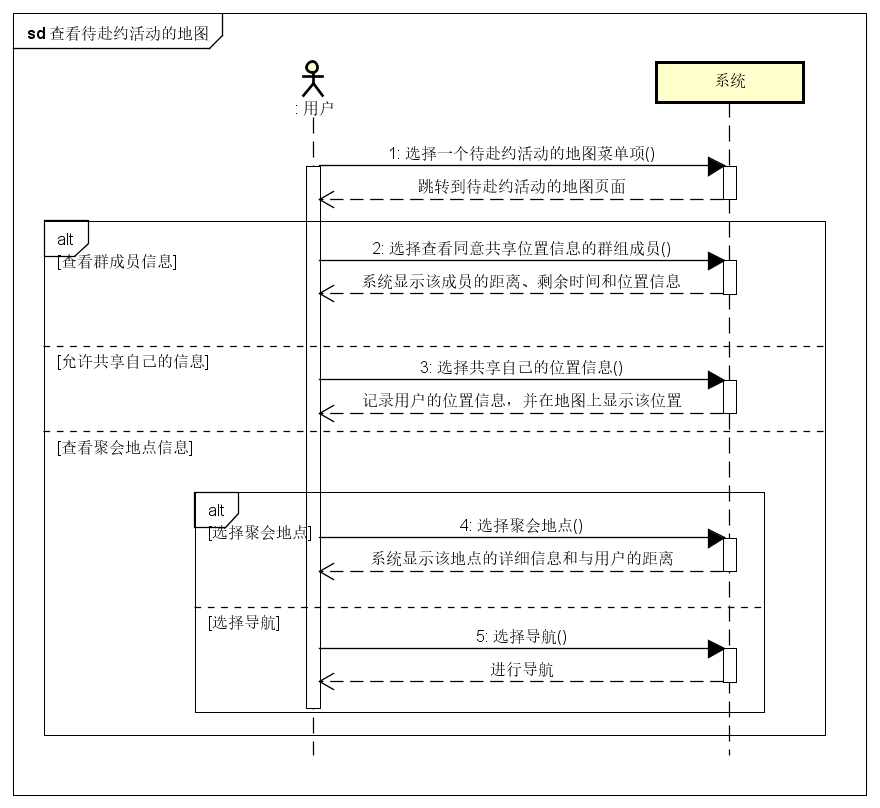 sd 查看待赴约活动的地图
系统
: 用户
1: 选择一个待赴约活动的地图菜单项()
跳转到待赴约活动的地图页面
alt
2: 选择查看同意共享位置信息的群组成员()
[查看群成员信息]
系统显示该成员的距离、剩余时间和位置信息
[允许共享自己的信息]
3: 选择共享自己的位置信息()
记录用户的位置信息，并在地图上显示该位置
[查看聚会地点信息]
alt
4: 选择聚会地点()
[选择聚会地点]
系统显示该地点的详细信息和与用户的距离
[选择导航]
5: 选择导航()
进行导航